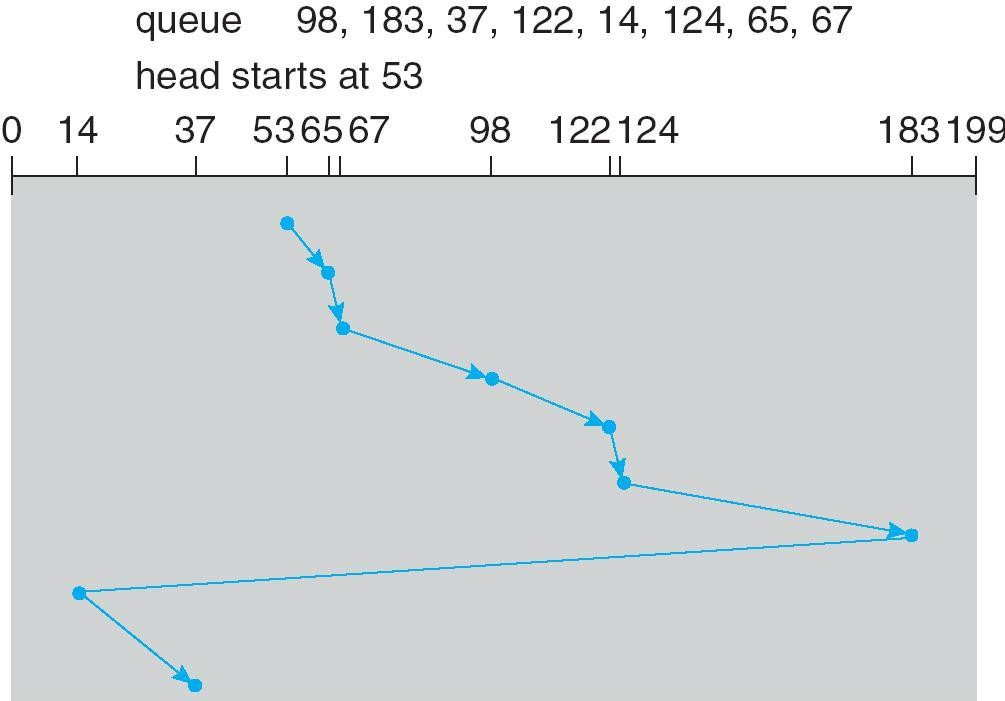 queue 98, 183, 37, 122, 14, 124, 65, 67
head starts at 53
0 14 37 53 65 67 98 122 124 183 199